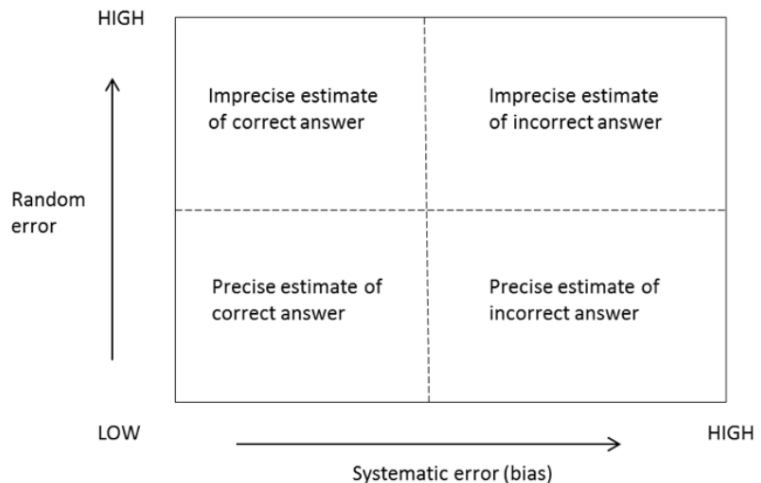 HIGH
Imprecise estimate
of correct answer
Imprecise estimate
of incorrect answer
Random
error
Precise estimate of
correct answer
Precise estimate of
incorrect answer
LOW
HIGH
Systematic error (bias)